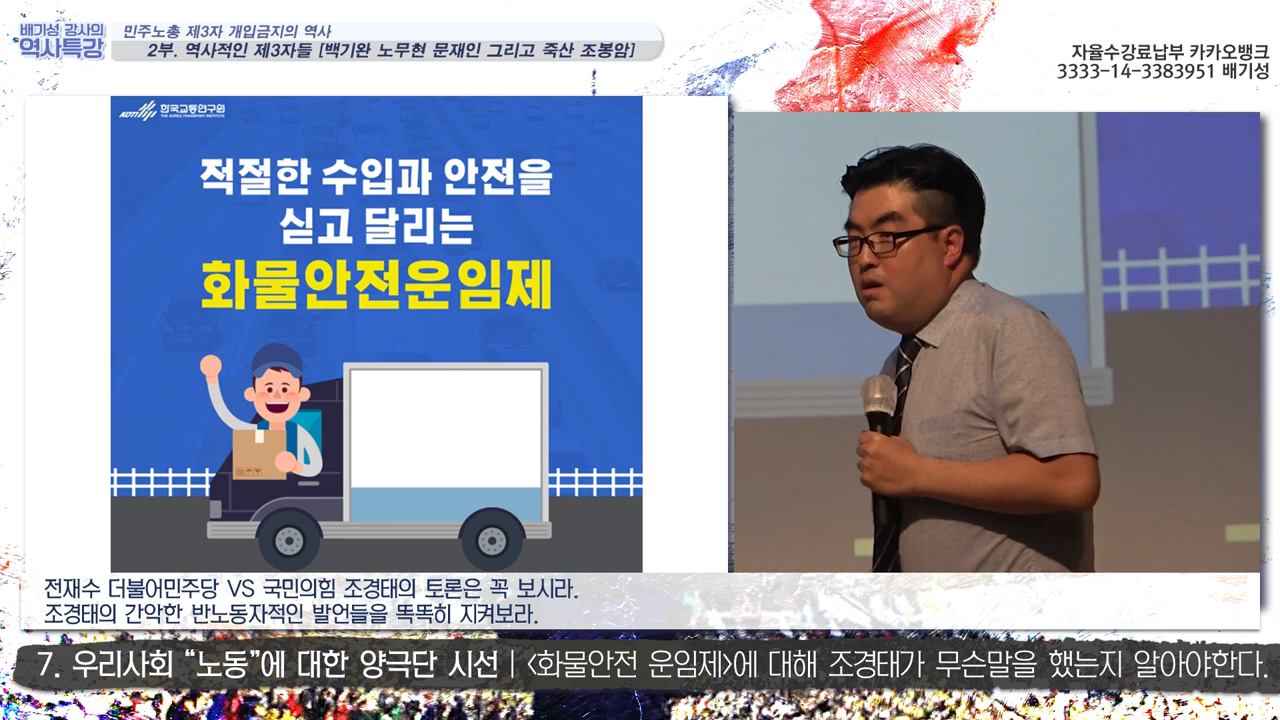 배기성 강사의
역사특강
민주노총 제3자 개입금지의 역사
2부. 역사적인 제3자들 [백기완 노무현 문재인 그리고 죽산 조봉암]
자율수강료납부 카카오뱅크
3333-14-3383951 배기성
KOTI 한국교통연구원
THE KOREA TRANSPORT INSTITUTE
적절한 수입과 안전을
싣고 달리는
화물안전운임제
전재수 더불어민주당 VS 국민의힘 조경태의 토론은 꼭 보시라.
조경태의 간악한 반노동자적인 발언들을 똑똑히 지켜보라.
7. 우리사회 “노동”에 대한 양극단 시선 | <화물안전 운임제>에 대해 조경태가 무슨말을 했는지 알아야한다.